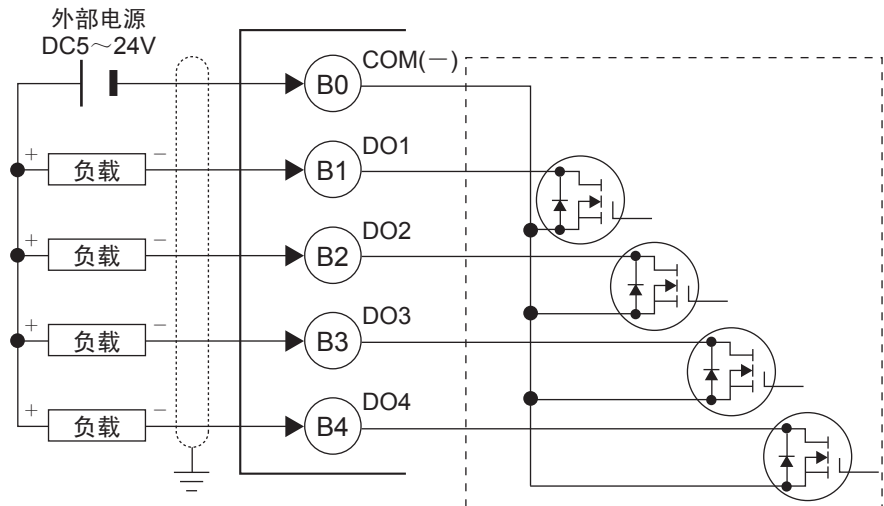 外部电源
DC5～24V
B0 COM(－)
+ 负载 － B1 DO1
+ 负载 － B2 DO2
+ 负载 － B3 DO3
+ 负载 － B4 DO4